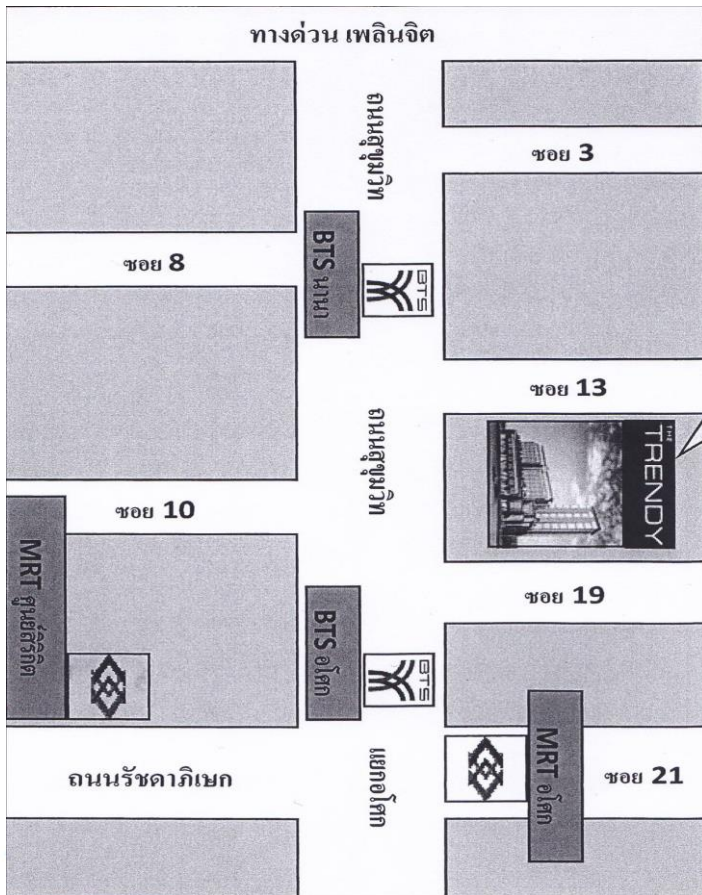 ทางด่วน เพลินจิต
ถนนสุขุมวิท
ซอย 3
BTS นานา
BTS
ซอย 8
ซอย 13
ถนนสุขุมวิท
THE TRENDY
ซอย 10
MRT ศูนย์สิริกิต
BTS อโศก
BTS
ซอย 19
MRT อโศก
ซอย 21
ถนนรัชดาภิเษก
แยกอโศก